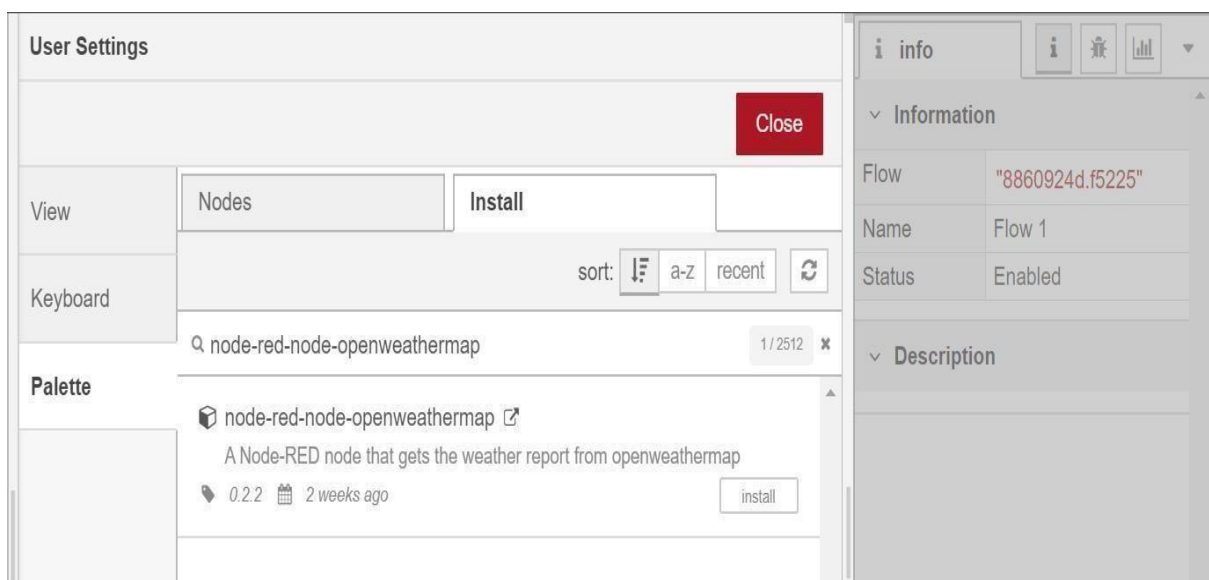 User Settings
Close
View
Keyboard
Palette
Nodes
Install
sort: a-z recent
node-red-node-openweathermap
1 / 2512 x
node-red-node-openweathermap
A Node-RED node that gets the weather report from openweathermap
0.2.2 2 weeks ago
install
i info
i
Information
Flow "8860924d.f5225"
Name Flow 1
Status Enabled
Description